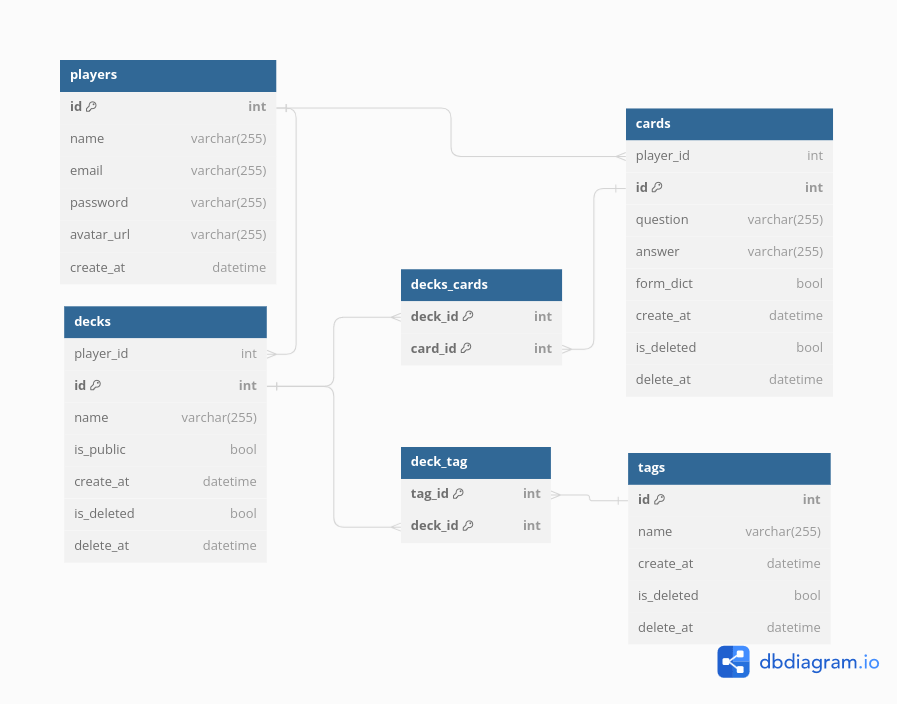 players
id int
name varchar(255)
email varchar(255)
password varchar(255)
avatar_url varchar(255)
create_at datetime
decks
player_id int
id int
name varchar(255)
is_public bool
create_at datetime
is_deleted bool
delete_at datetime
decks_cards
deck_id int
card_id int
deck_tag
tag_id int
deck_id int
cards
player_id int
id int
question varchar(255)
answer varchar(255)
form_dict bool
create_at datetime
is_deleted bool
delete_at datetime
tags
id int
name varchar(255)
create_at datetime
is_deleted bool
delete_at datetime
dbdiagram.io